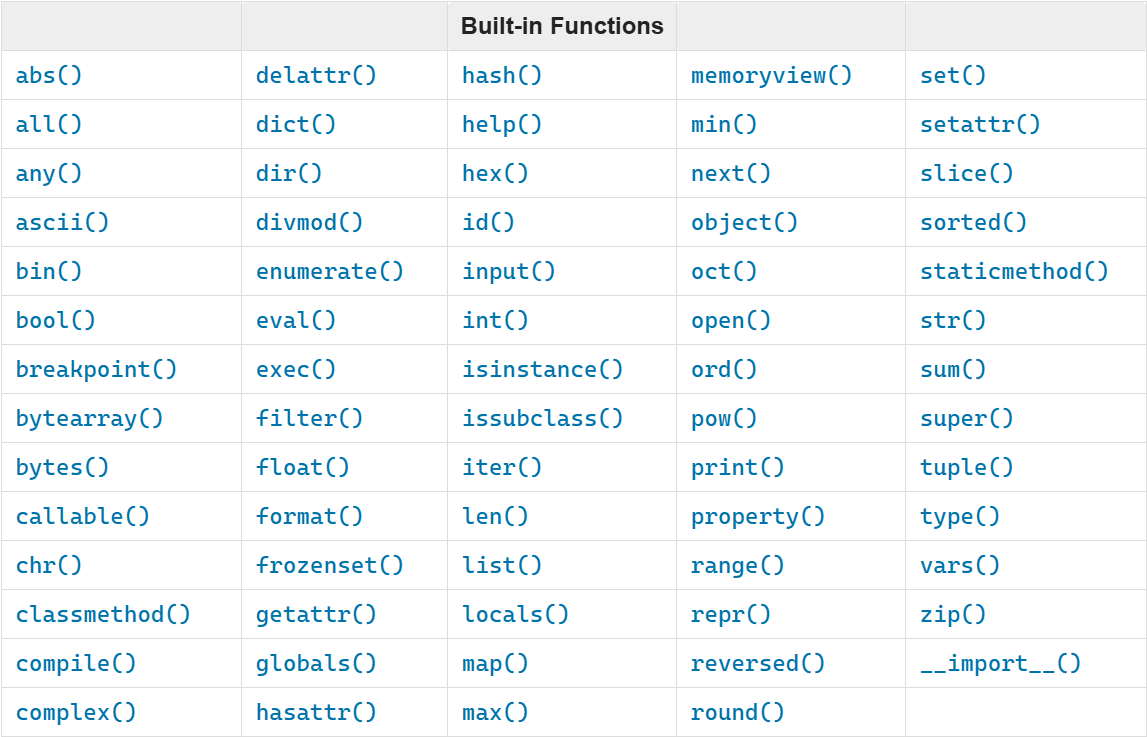 Built-in Functions
abs() delattr() hash() memoryview() set()
all() dict() help() min() setattr()
any() dir() hex() next() slice()
ascii() divmod() id() object() sorted()
bin() enumerate() input() oct() staticmethod()
bool() eval() int() open() str()
breakpoint() exec() isinstance() ord() sum()
bytearray() filter() issubclass() pow() super()
bytes() float() iter() print() tuple()
callable() format() len() property() type()
chr() frozenset() list() range() vars()
classmethod() getattr() locals() repr() zip()
compile() globals() map() reversed() __import__()
complex() hasattr() max() round()